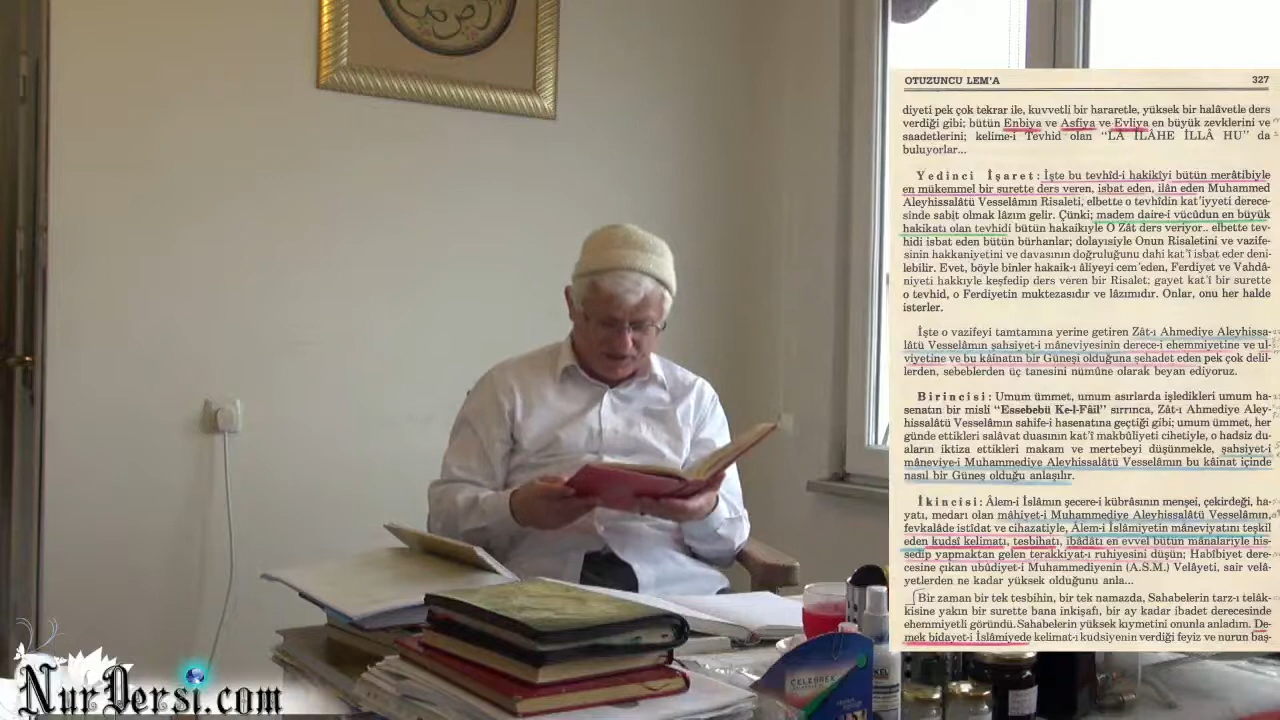 OTUZUNCU LEM'A 327
diyeti pek çok tekrar ile, kuvvetli bir hararetle, yüksek bir halâvetle ders
verdiği gibi; bütün Enbiya ve Asfiya ve Evliya en büyük zevklerini ve
saadetlerini; kelime-i Tevhid olan "LÂ İLÂHE İLLÂ HU" da
buluyorlar...
Yedinci İşaret: İşte bu tevhîd-i hakikîyi bütün merâtibiyle
en mükemmel bir surette ders veren, isbat eden, ilân eden Muhammed
Aleyhissalâtü Vesselâmın Risaleti, elbette o tevhîdin kat'iyyeti derece-
sinde sabit olmak lâzım gelir. Çünki; madem daire-i vücûdun en büyük
hakikatı olan tevhidi bütün hakaikıyle O Zât ders veriyor.. elbette tev-
hidi isbat eden bütün bürhanlar; dolayısiyle Onun Risaletini ve vazife-
sinin hakkaniyetini ve davasının doğruluğunu dahi kat'î isbat eder deni-
lebilir. Evet, böyle binler hakaik-ı âliyeyi cem'eden, Ferdiyet ve Vahdâ-
niyeti hakkıyle keşfedip ders veren bir Risalet; gayet kat'î bir surette
o tevhid, o Ferdiyetin muktezasıdır ve lâzımıdır. Onlar, onu her halde
isterler.
İşte o vazifeyi tamtamına yerine getiren Zât-ı Ahmediye Aleyhissa-
lâtü Vesselâmın şahsiyet-i mâneviyesinin derece-i ehemmiyetine ve ul-
viyetine ve bu kâinatın bir Güneşi olduğuna şehadet eden pek çok delil-
lerden, sebeblerden üç tanesini nümûne olarak beyan ediyoruz.
Birincisi: Umum ümmet, umum asırlarda işledikleri umum ha-
senatın bir misli "Essebebü Ke-l-Fâil" sırrınca, Zât-ı Ahmediye Aley-
hissalâtü Vesselâmın sahife-i hasenatına geçtiği gibi; umum ümmet, her
günde ettikleri salâvat duasının kat'î makbûliyeti cihetiyle, o hadsiz du-
aların iktiza ettikleri makam ve mertebeyi düşünmekle, şahsiyet-i
mâneviye-i Muhammediye Aleyhissalâtü Vesselâmın bu kâinat içinde
nasıl bir Güneş olduğu anlaşılır.
İkincisi: Âlem-i İslâmın şecere-i kübrâsının menşei, çekirdeği, ha-
yatı, medarı olan mâhiyet-i Muhammediye Aleyhissalâtü Vesselâmın,
fevkalâde istîdat ve cihazatiyle, Âlem-i İslâmiyetin mâneviyatını teşkil
eden kudsî kelimatı, tesbihatı, ibâdâtı en evvel bütün mânalariyle his-
sedip yapmaktan gelen terakkiyat-ı ruhiyesini düşün; Habîbiyet dere-
cesine çıkan ubûdiyet-i Muhammediyenin (A.S.M.) Velâyeti, sair velâ-
yetlerden ne kadar yüksek olduğunu anla...
Bir zaman bir tek tesbihin, bir tek namazda, Sahabelerin tarz-ı telâk-
kisine yakın bir surette bana inkişafı, bir ay kadar ibadet derecesinde
ehemmiyetli göründü. Sahabelerin yüksek kıymetini onunla anladım. De-
mek bidayet-i İslâmiyede kelimat-ı kudsiyenin verdiği feyiz ve nurun baş-
CELEBREX
NurDersi.com